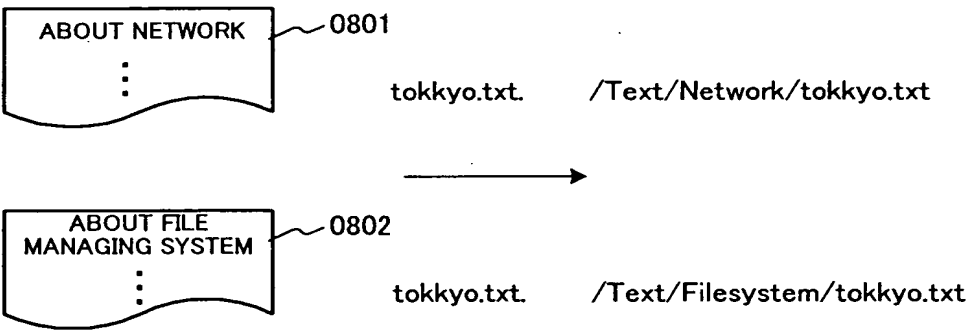 ABOUT NETWORK
0801
tokkyo.txt. /Text/Network/tokkyo.txt
ABOUT FILE
MANAGING SYSTEM
0802
tokkyo.txt. /Text/Filesystem/tokkyo.txt